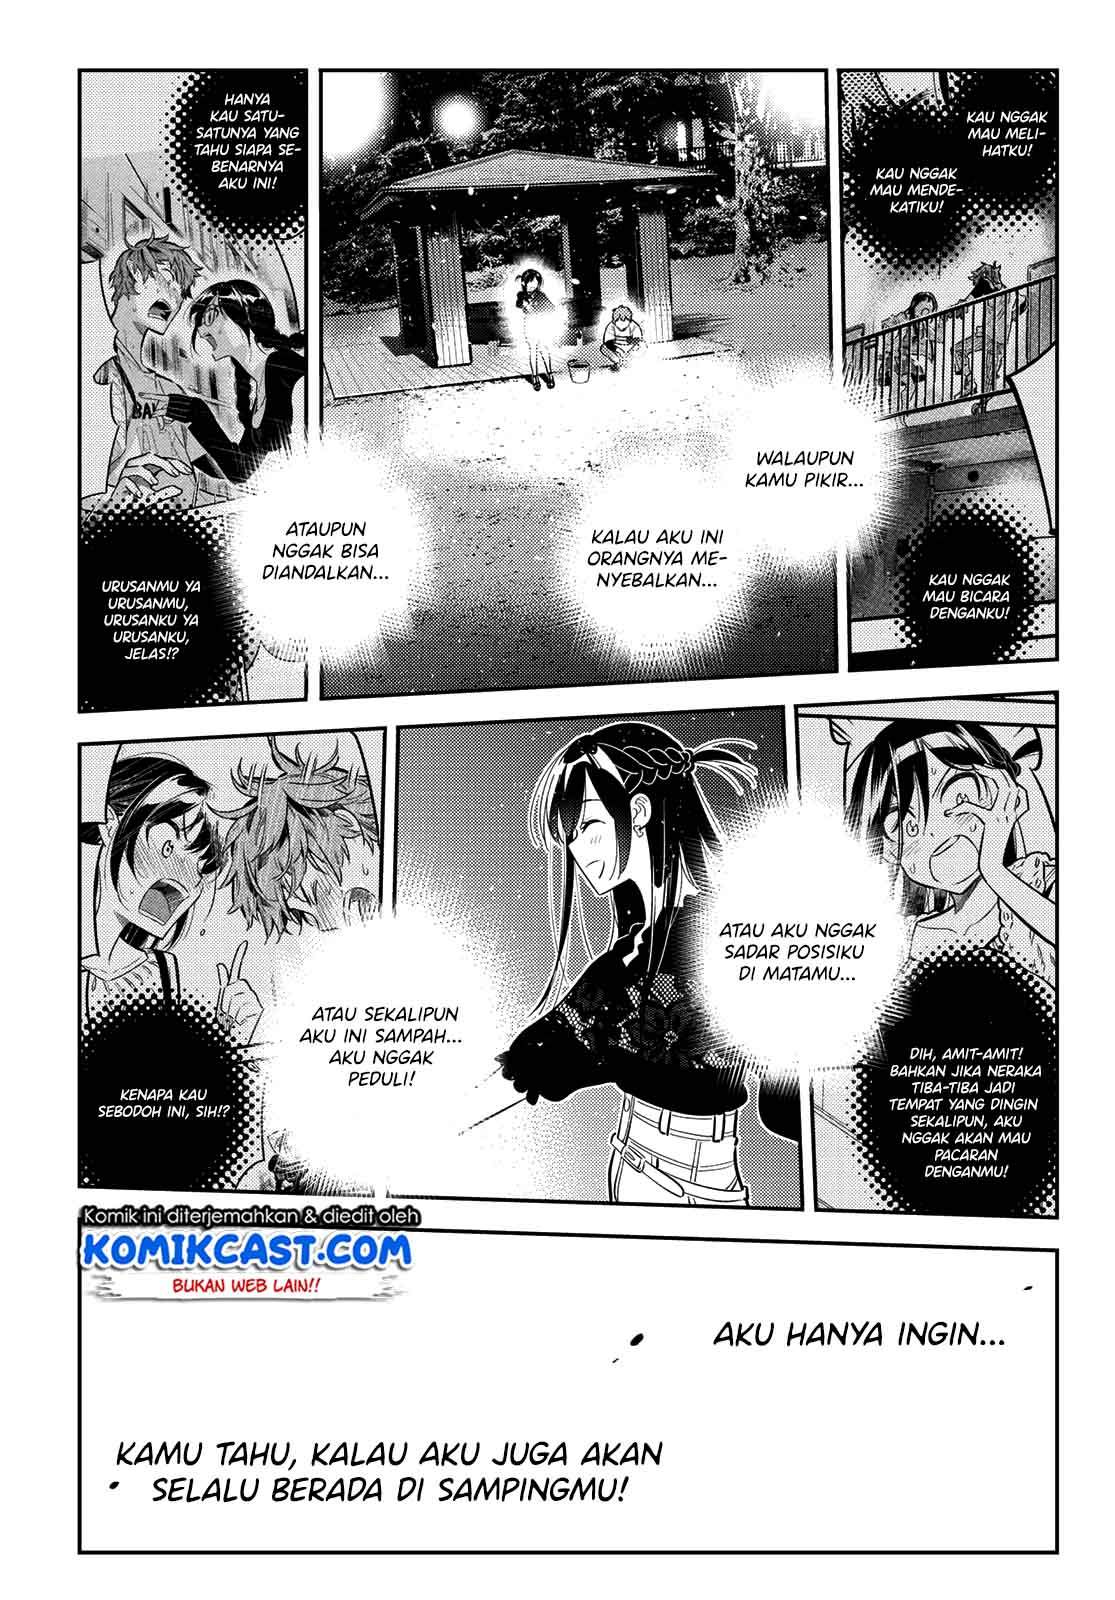 KAU NGGAK
MAU MELI-
HATKU!
KAU NGGAK
MAU MENDE-
KATIKU!
KAU NGGAK
MAU BICARA
DENGANKU!
WALAUPUN
KAMU PIKIR...
KALAU AKU INI
ORANGNYA ME-
NYEBALKAN...
ATAUPUN
NGGAK BISA
DIANDALKAN...
HANYA
KAU SATU-
SATUNYA YANG
TAHU SIAPA SE-
BENARNYA
AKU INI!
BAY
URUSANMU YA
URUSANMU,
URUSANKU YA
URUSANKU,
JELAS!?
DIH, AMIT-AMIT!
BAHKAN JIKA NERAKA
TIBA-TIBA JADI
TEMPAT YANG DINGIN
SEKALIPUN, AKU
NGGAK AKAN MAU
PACARAN
DENGANMU!
ATAU AKU NGGAK
SADAR POSISIKU
DI MATAMU...
ATAU SEKALIPUN
AKU INI SAMPAH...
AKU NGGAK
PEDULI!
KENAPA KAU
SEBODOH INI, SIH!?
Komik ini diterjemahkan & diedit oleh
KOMIKCAST.COM
BUKAN WEB LAIN!!
AKU HANYA INGIN...
KAMU TAHU, KALAU AKU JUGA AKAN
SELALU BERADA DI SAMPINGMU!